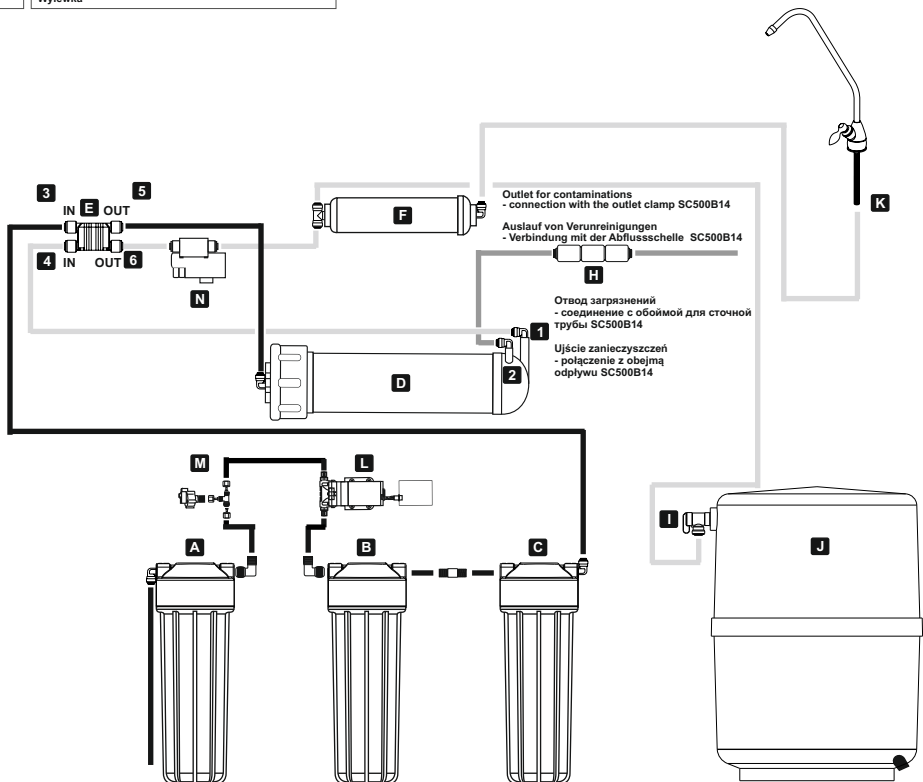 Wylewka
3
5
IN E OUT
4 IN OUT 6
N
F
K
Outlet for contaminations
- connection with the outlet clamp SC500B14
Auslauf von Verunreinigungen
- Verbindung mit der Abflussschelle SC500B14
H
Отвод загрязнений
- соединение с обоймой для сточной
трубы SC500B14
Ujście zanieczyszczeń
- połączenie z obejmą
odpływu SC500B14
1
2
D
M
L
I
J
A
B
C